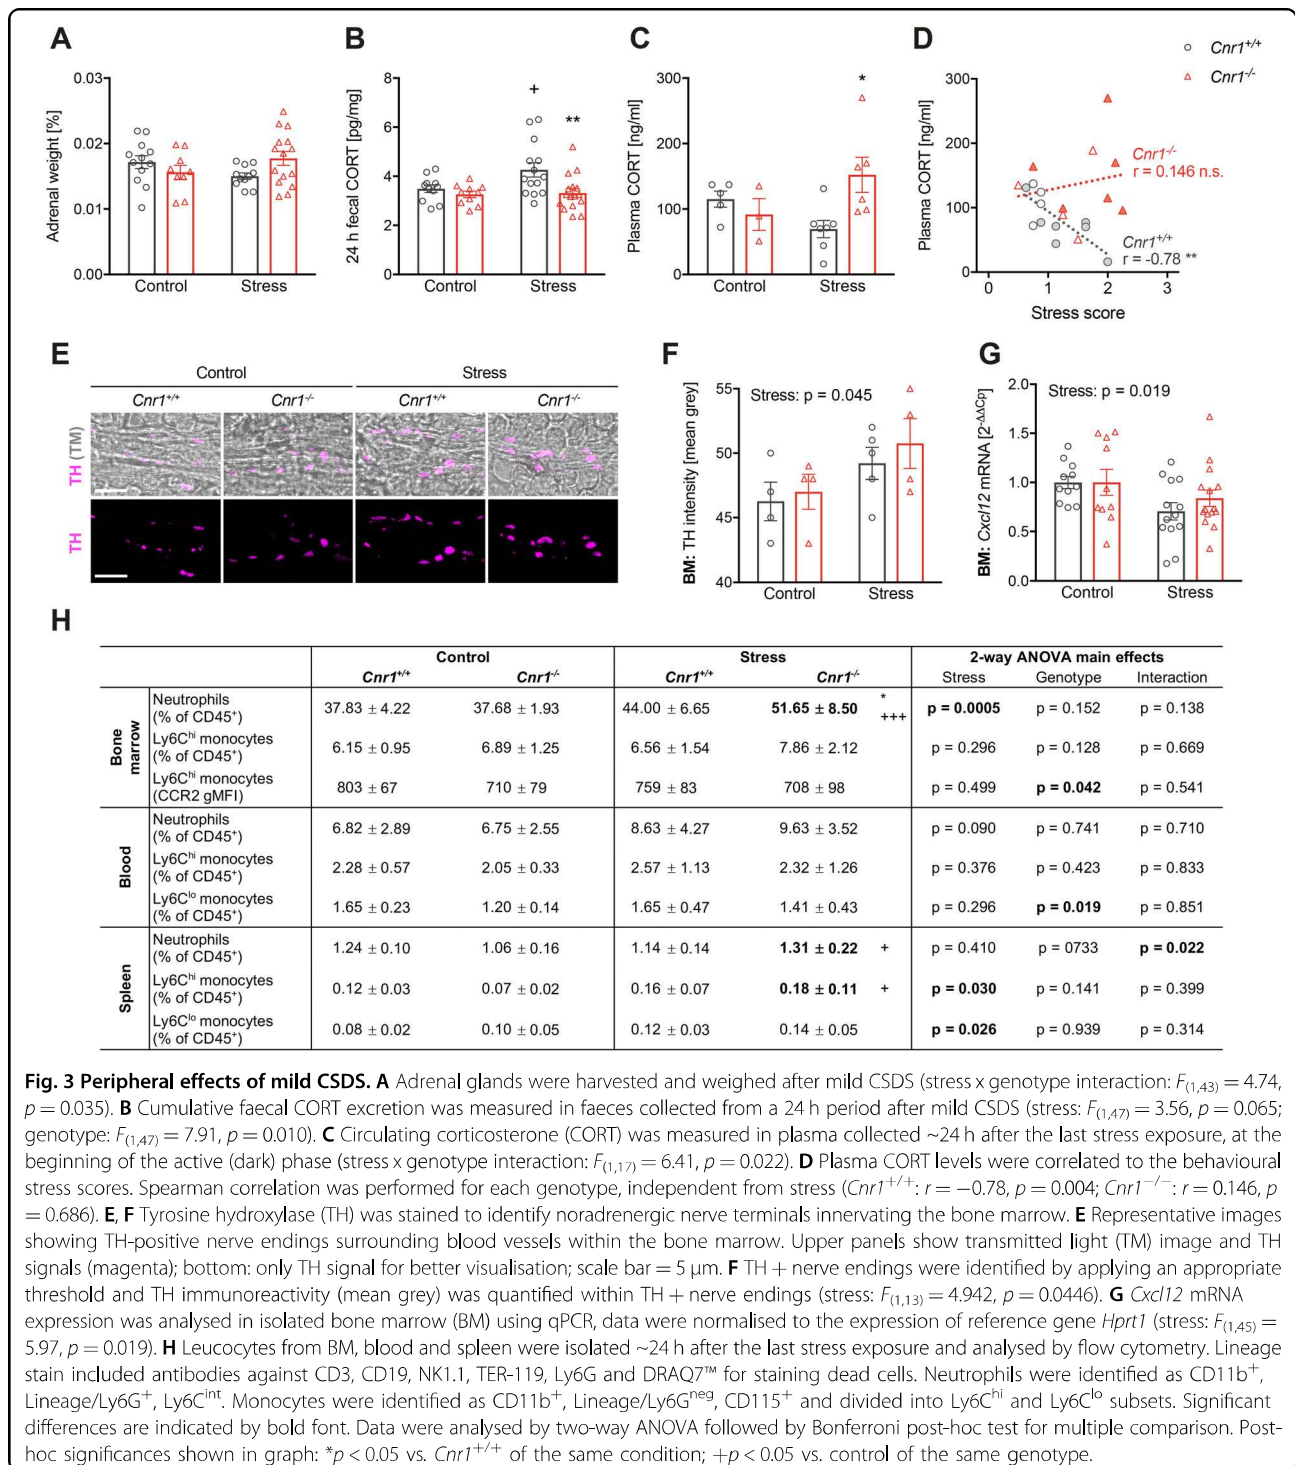 A
Adrenal weight [%]
0.03
0.02
0.01
0.00
Control
Stress
B
24 h fecal CORT [pg/mg]
8
6
4
2
0
+
**
Control
Stress
C
Plasma CORT [ng/ml]
300
200
100
0
*
Control
Stress
D
Cnr1+/+
Cnr1-/-
Plasma CORT [ng/ml]
300
200
100
0
Cnr1-/-
r = 0.146 n.s.
Cnr1+/+
r = -0.78 **
0 1 2 3
Stress score
E
Control Stress
Cnr1+/+ Cnr1-/- Cnr1+/+ Cnr1-/-
TH (TM)
TH
F
BM: TH intensity [mean grey]
55
50
45
40
Stress: p = 0.045
Control
Stress
G
BM: Cxcl12 mRNA [2-ΔΔCp]
2.0
1.5
1.0
0.5
0.0
Stress: p = 0.019
Control
Stress
H
Control Stress 2-way ANOVA main effects
Cnr1+/+ Cnr1-/- Cnr1+/+ Cnr1-/- Stress Genotype Interaction
Bone marrow
Neutrophils (% of CD45+) 37.83 ± 4.22 37.68 ± 1.93 44.00 ± 6.65 51.65 ± 8.50 * +++ p = 0.0005 p = 0.152 p = 0.138
Ly6Chi monocytes (% of CD45+) 6.15 ± 0.95 6.89 ± 1.25 6.56 ± 1.54 7.86 ± 2.12 p = 0.296 p = 0.128 p = 0.669
Ly6Chi monocytes (CCR2 gMFI) 803 ± 67 710 ± 79 759 ± 83 708 ± 98 p = 0.499 p = 0.042 p = 0.541
Blood
Neutrophils (% of CD45+) 6.82 ± 2.89 6.75 ± 2.55 8.63 ± 4.27 9.63 ± 3.52 p = 0.090 p = 0.741 p = 0.710
Ly6Chi monocytes (% of CD45+) 2.28 ± 0.57 2.05 ± 0.33 2.57 ± 1.13 2.32 ± 1.26 p = 0.376 p = 0.423 p = 0.833
Ly6Clo monocytes (% of CD45+) 1.65 ± 0.23 1.20 ± 0.14 1.65 ± 0.47 1.41 ± 0.43 p = 0.296 p = 0.019 p = 0.851
Spleen
Neutrophils (% of CD45+) 1.24 ± 0.10 1.06 ± 0.16 1.14 ± 0.14 1.31 ± 0.22 + p = 0.410 p = 0733 p = 0.022
Ly6Chi monocytes (% of CD45+) 0.12 ± 0.03 0.07 ± 0.02 0.16 ± 0.07 0.18 ± 0.11 + p = 0.030 p = 0.141 p = 0.399
Ly6Clo monocytes (% of CD45+) 0.08 ± 0.02 0.10 ± 0.05 0.12 ± 0.03 0.14 ± 0.05 p = 0.026 p = 0.939 p = 0.314
Fig. 3 Peripheral effects of mild CSDS. A Adrenal glands were harvested and weighed after mild CSDS (stress x genotype interaction: F(1,43) = 4.74,
p = 0.035). B Cumulative faecal CORT excretion was measured in faeces collected from a 24 h period after mild CSDS (stress: F(1,47) = 3.56, p = 0.065;
genotype: F(1,47) = 7.91, p = 0.010). C Circulating corticosterone (CORT) was measured in plasma collected ~24 h after the last stress exposure, at the
beginning of the active (dark) phase (stress x genotype interaction: F(1,17) = 6.41, p = 0.022). D Plasma CORT levels were correlated to the behavioural
stress scores. Spearman correlation was performed for each genotype, independent from stress (Cnr1+/+: r = −0.78, p = 0.004; Cnr1−/−: r = 0.146, p
= 0.686). E, F Tyrosine hydroxylase (TH) was stained to identify noradrenergic nerve terminals innervating the bone marrow. E Representative images
showing TH-positive nerve endings surrounding blood vessels within the bone marrow. Upper panels show transmitted light (TM) image and TH
signals (magenta); bottom: only TH signal for better visualisation; scale bar = 5 µm. F TH + nerve endings were identified by applying an appropriate
threshold and TH immunoreactivity (mean grey) was quantified within TH + nerve endings (stress: F(1,13) = 4.942, p = 0.0446). G Cxcl12 mRNA
expression was analysed in isolated bone marrow (BM) using qPCR, data were normalised to the expression of reference gene Hprt1 (stress: F(1,45) =
5.97, p = 0.019). H Leucocytes from BM, blood and spleen were isolated ~24 h after the last stress exposure and analysed by flow cytometry. Lineage
stain included antibodies against CD3, CD19, NK1.1, TER-119, Ly6G and DRAQ7™ for staining dead cells. Neutrophils were identified as CD11b+,
Lineage/Ly6G+, Ly6Cint. Monocytes were identified as CD11b+, Lineage/Ly6Gneg, CD115+ and divided into Ly6Chi and Ly6Clo subsets. Significant
differences are indicated by bold font. Data were analysed by two-way ANOVA followed by Bonferroni post-hoc test for multiple comparison. Post-
hoc significances shown in graph: *p < 0.05 vs. Cnr1+/+ of the same condition; +p < 0.05 vs. control of the same genotype.